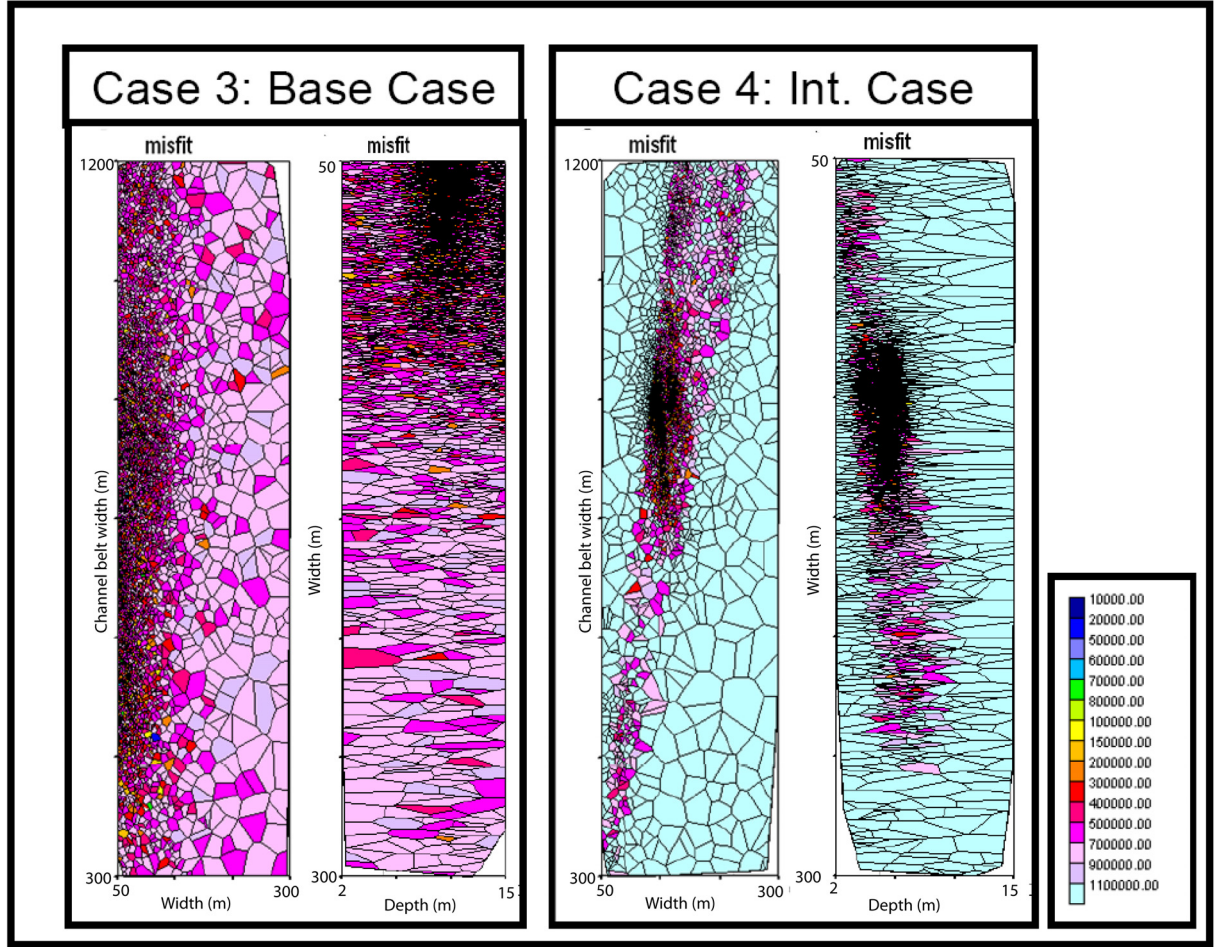 Case 3: Base Case
Case 4: Int. Case
misfit
misfit
misfit
misfit
1200
50
1200
50
Channel belt width (m)
Width (m)
Channel belt width (m)
Width (m)
300
50
300
Width (m)
300
2
15
Depth (m)
300
50
300
Width (m)
300
2
15
Depth (m)
10000.00
20000.00
50000.00
60000.00
70000.00
80000.00
100000.00
150000.00
200000.00
300000.00
400000.00
500000.00
700000.00
900000.00
1100000.00